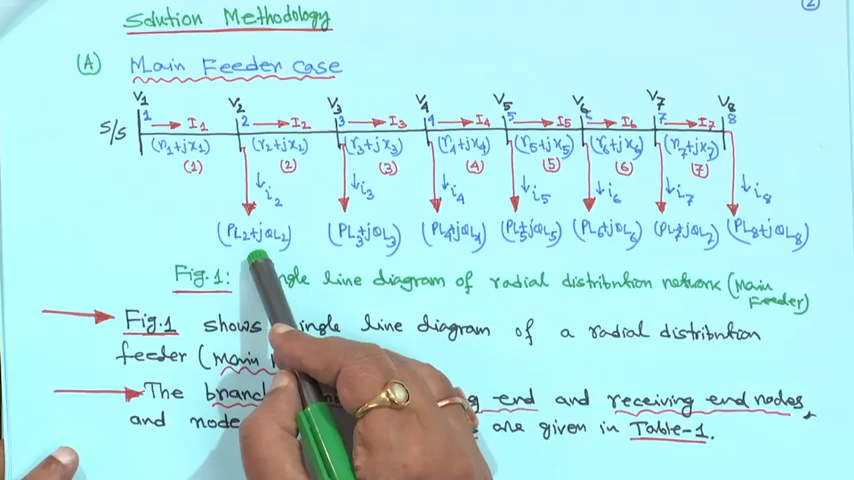 2
Solution Methodology
(A) Main Feeder case
V1 V2 V3 V4 V5 V6 V7 V8
S/S 1 I1 2 I2 3 I3 4 I4 5 I5 6 I6 7 I7 8
(r1+jx1) (r2+jx2) (r3+jx3) (r4+jx4) (r5+jx5) (r6+jx6) (r7+jx7)
(1) (2) (3) (4) (5) (6) (7)
i2 i3 i4 i5 i6 i7 i8
(PL2+jQL2) (PL3+jQL3) (PL4+jQL4) (PL5+jQL5) (PL6+jQL6) (PL7+jQL7) (PL8+jQL8)
Fig.1: ngle line diagram of radial distribution network (Main
Feeder)
Fig.1 shows ingle line diagram of a radial distribution
feeder (main
The branch g end and receiving end nodes,
and node are given in Table-1.